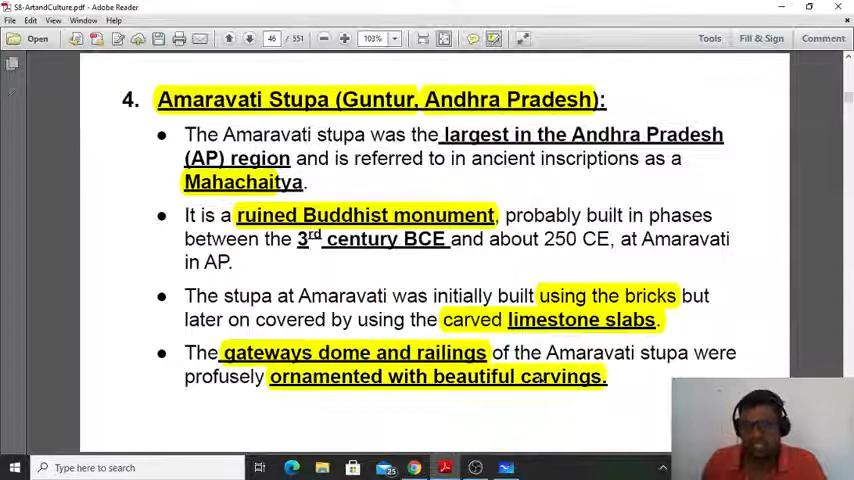 S8-ArtandCulture.pdf - Adobe Reader
File Edit View Window Help
Open 46 / 551 103% Tools Fill & Sign Comment
4. Amaravati Stupa (Guntur, Andhra Pradesh):
● The Amaravati stupa was the largest in the Andhra Pradesh
(AP) region and is referred to in ancient inscriptions as a
Mahachaitya.
● It is a ruined Buddhist monument, probably built in phases
between the 3rd century BCE and about 250 CE, at Amaravati
in AP.
● The stupa at Amaravati was initially built using the bricks but
later on covered by using the carved limestone slabs.
● The gateways dome and railings of the Amaravati stupa were
profusely ornamented with beautiful carvings.
Type here to search
25